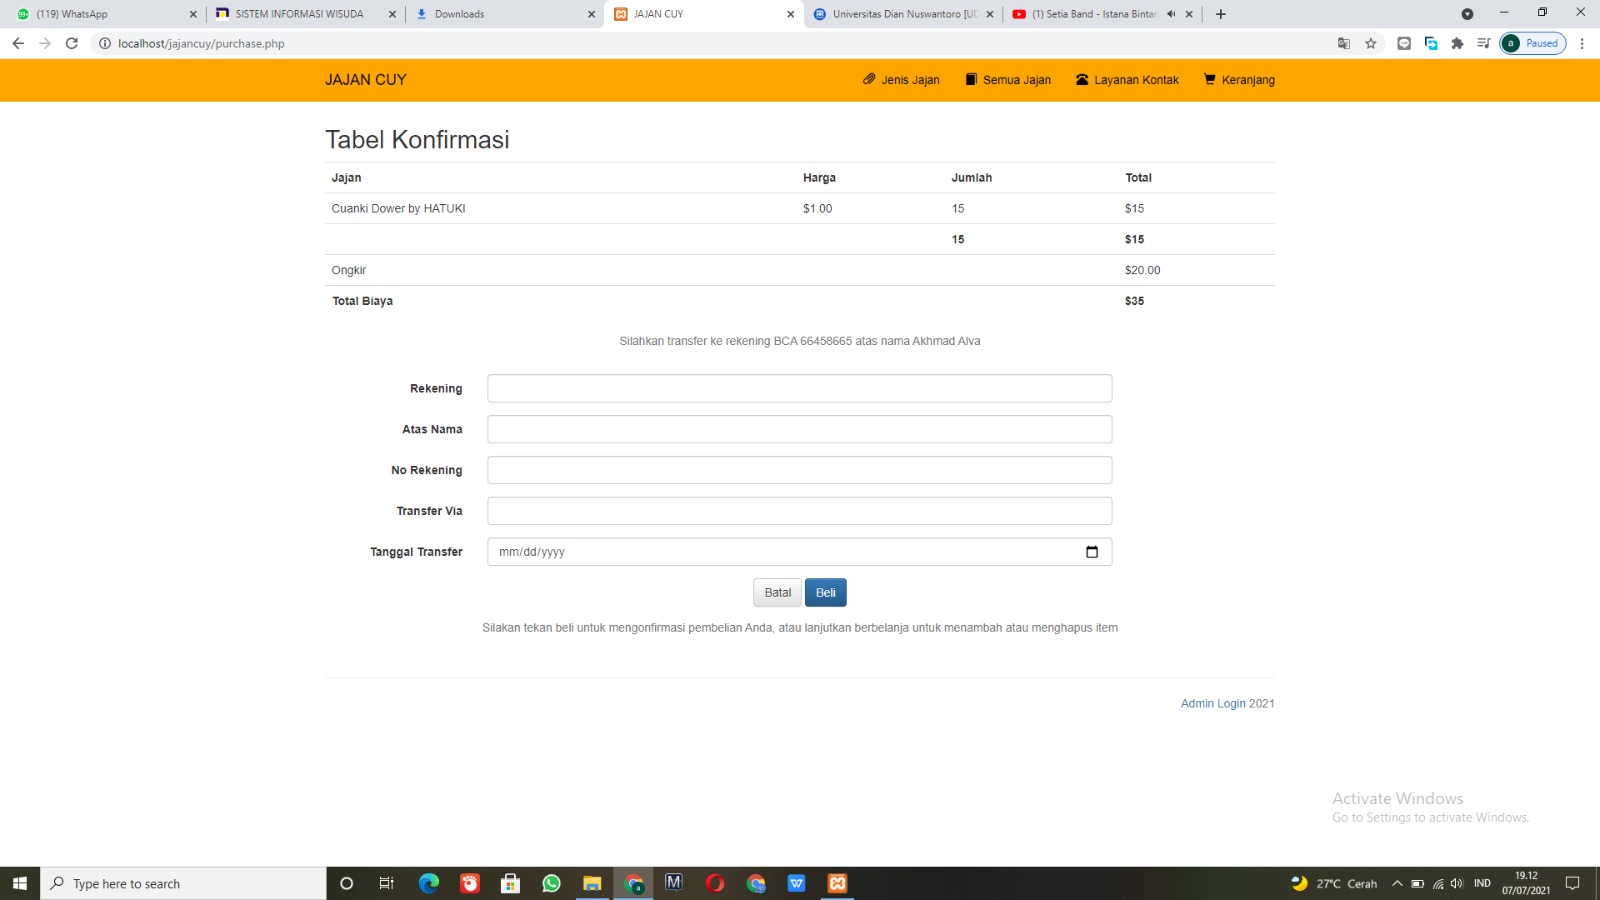 (119) WhatsApp
SISTEM INFORMASI WISUDA
Downloads
JAJAN CUY
Universitas Dian Nuswantoro [UD
(1) Setia Band - Istana Bintan
localhost/jajancuy/purchase.php
a Paused
JAJAN CUY
Jenis Jajan
Semua Jajan
Layanan Kontak
Keranjang
Tabel Konfirmasi
Jajan Harga Jumlah Total
Cuanki Dower by HATUKI $1.00 15 $15
15 $15
Ongkir $20.00
Total Biaya $35
Silahkan transfer ke rekening BCA 66458665 atas nama Akhmad Alva
Rekening
Atas Nama
No Rekening
Transfer Via
Tanggal Transfer mm/dd/yyyy
Batal Beli
Silakan tekan beli untuk mengonfirmasi pembelian Anda, atau lanjutkan berbelanja untuk menambah atau menghapus item
Admin Login 2021
Activate Windows
Go to Settings to activate Windows.
Type here to search
27°C Cerah
IND
19.12
07/07/2021